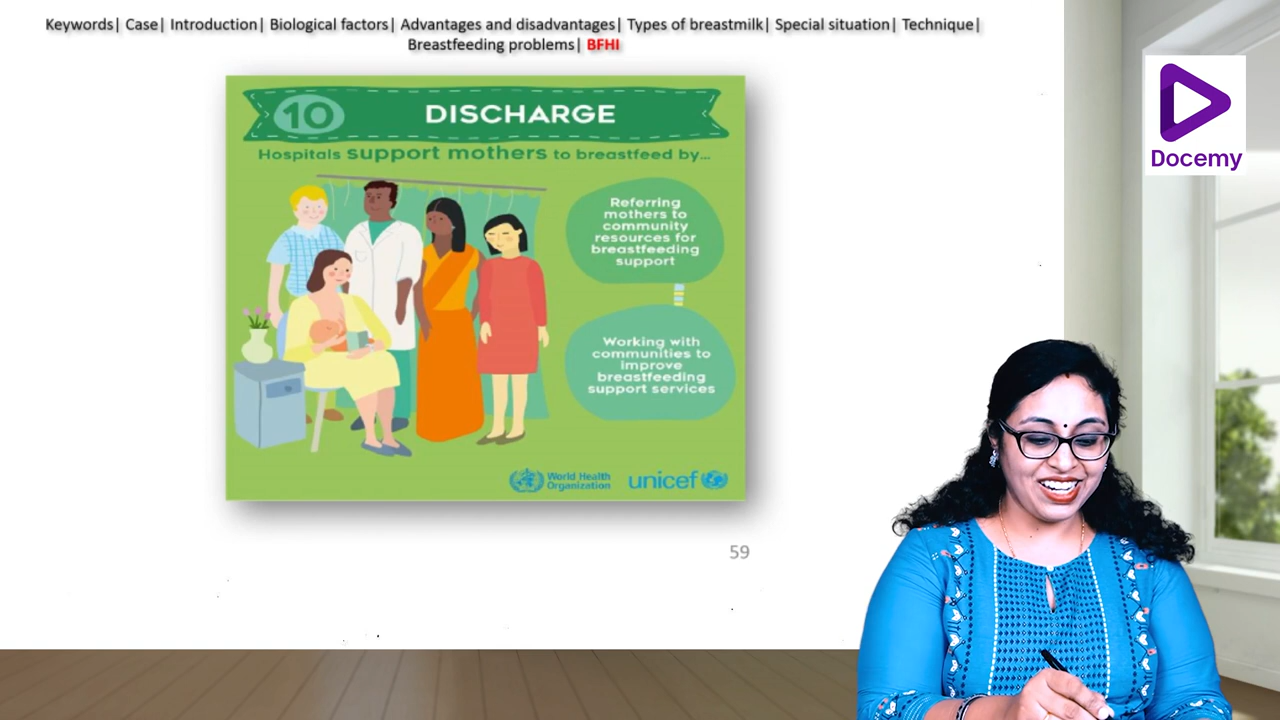 Keywords| Case| Introduction| Biological factors| Advantages and disadvantages| Types of breastmilk| Special situation| Technique|
Breastfeeding problems| BFHI
10 DISCHARGE
Hospitals support mothers to breastfeed by...
Referring
mothers to
community
resources for
breastfeeding
support
Working with
communities to
improve
breastfeeding
support services
World Health
Organization
unicef
59
Docemy